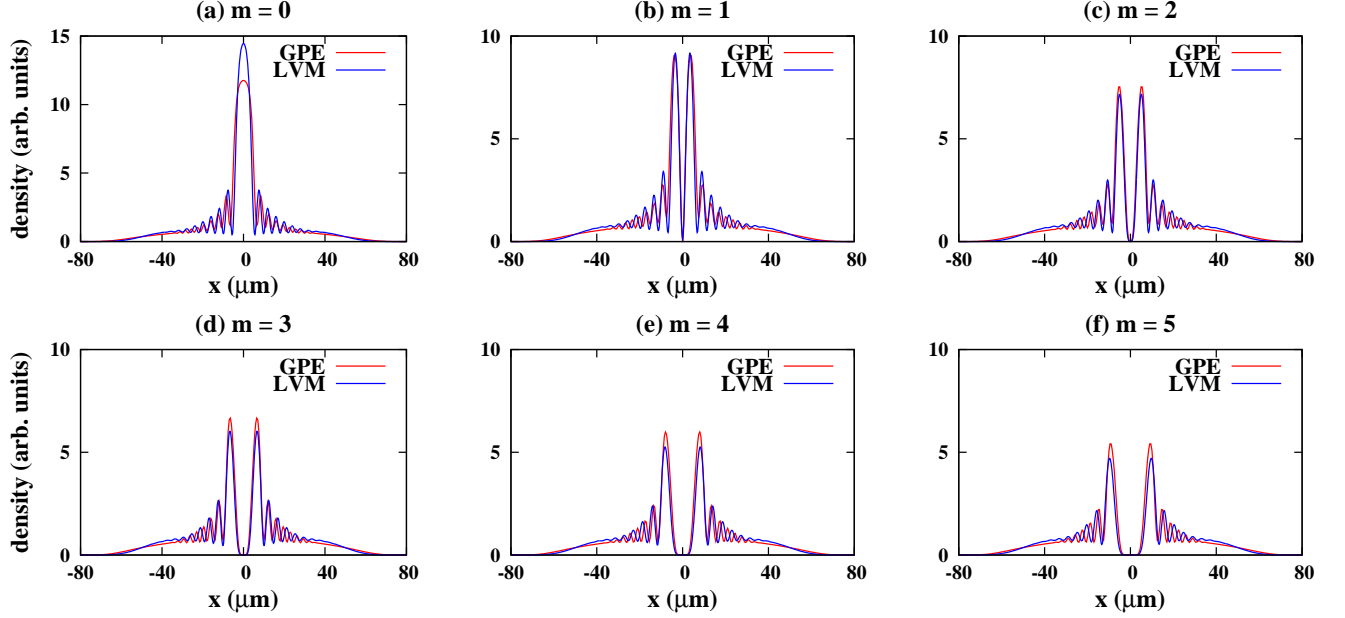 (a) m = 0
density (arb. units)
15
10
5
0
GPE
LVM
-80 -40 0 40 80
x (μm)
(b) m = 1
10
5
0
GPE
LVM
-80 -40 0 40 80
x (μm)
(c) m = 2
10
5
0
GPE
LVM
-80 -40 0 40 80
x (μm)
(d) m = 3
density (arb. units)
10
5
0
GPE
LVM
-80 -40 0 40 80
x (μm)
(e) m = 4
10
5
0
GPE
LVM
-80 -40 0 40 80
x (μm)
(f) m = 5
10
5
0
GPE
LVM
-80 -40 0 40 80
x (μm)